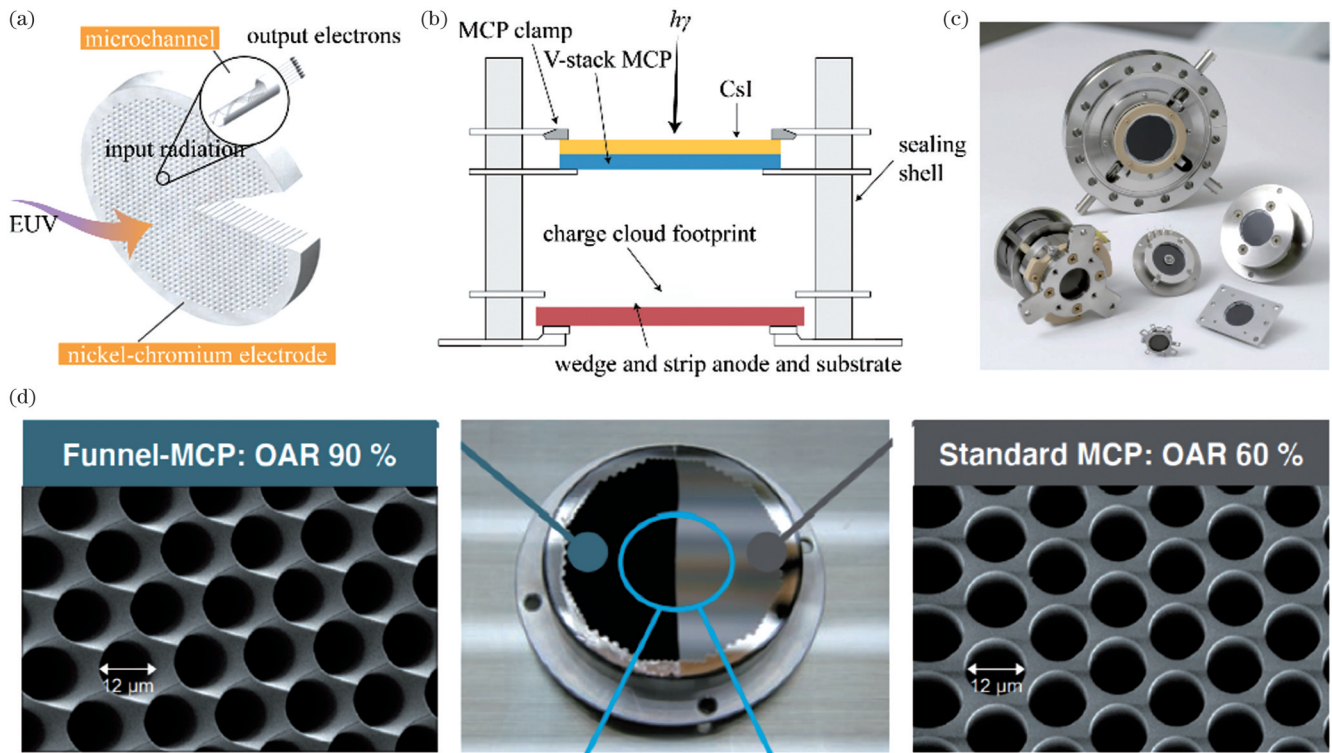 (a)
microchannel
output electrons
input radiation
EUV
nickel-chromium electrode
(b)
hγ
MCP clamp
V-stack MCP
CsI
sealing
shell
charge cloud footprint
wedge and strip anode and substrate
(c)
(d)
Funnel-MCP: OAR 90 %
12 µm
Standard MCP: OAR 60 %
12 µm